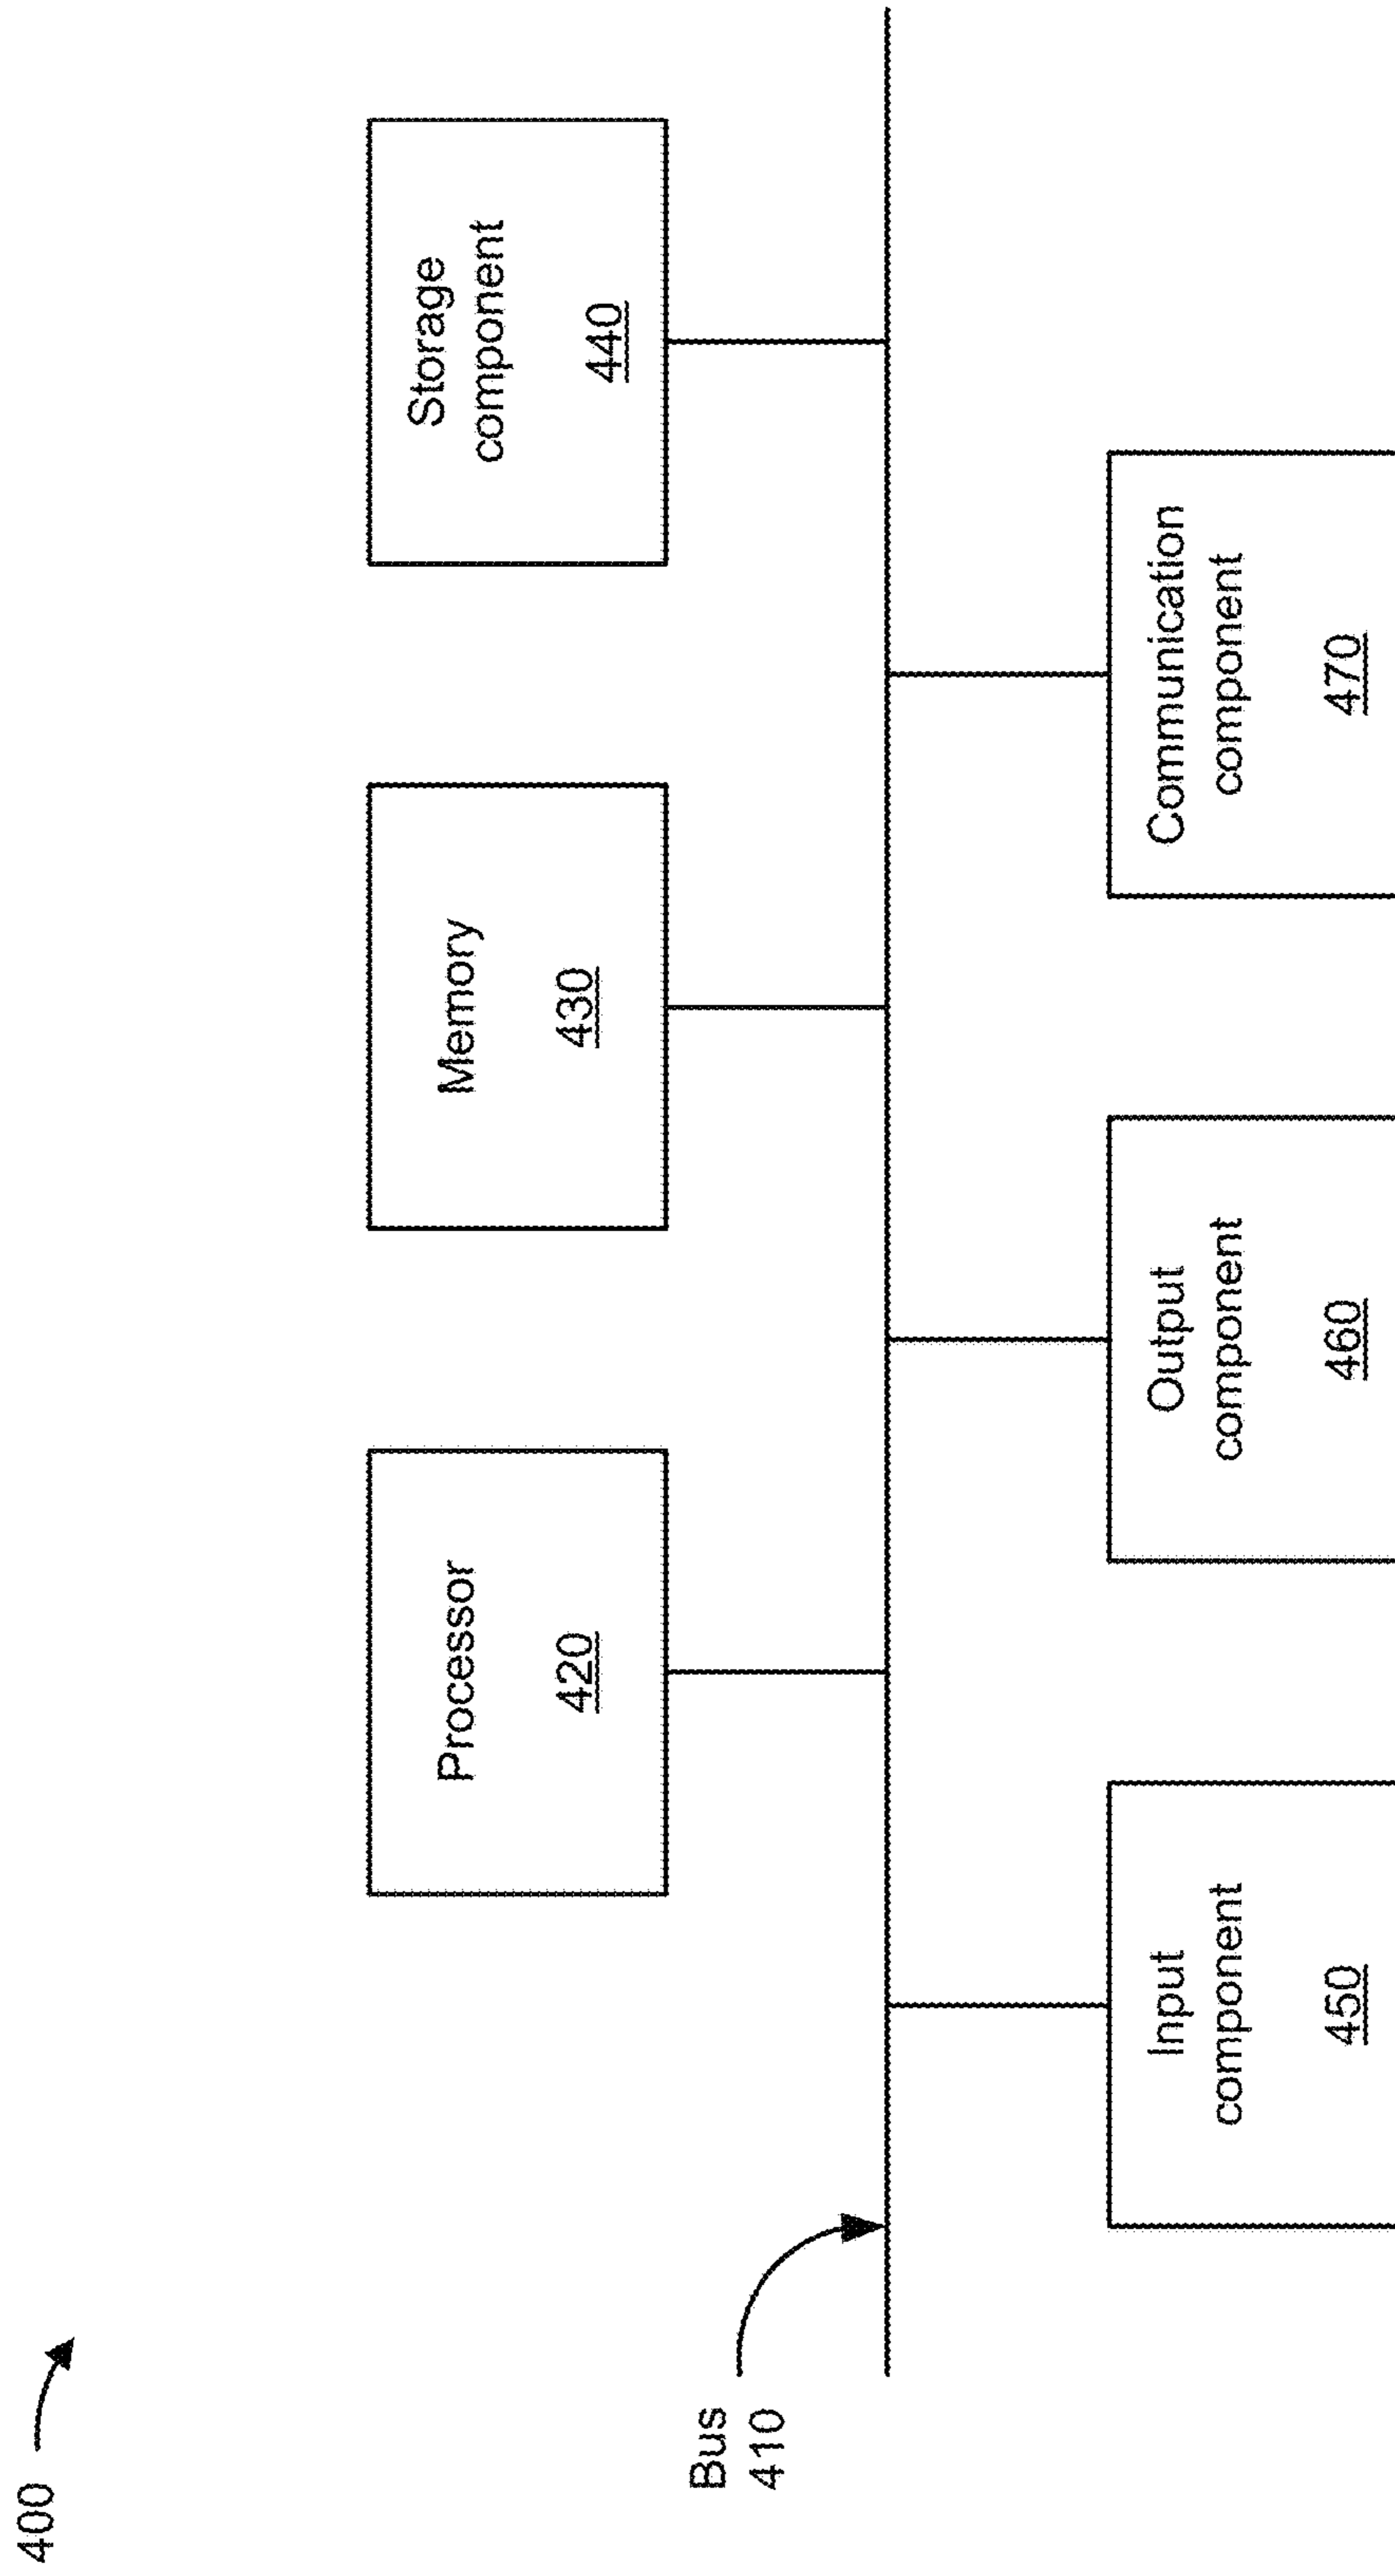 400
Processor
420
Memory
430
Storage
component
440
Bus
410
Input
component
450
Output
component
460
Communication
component
470